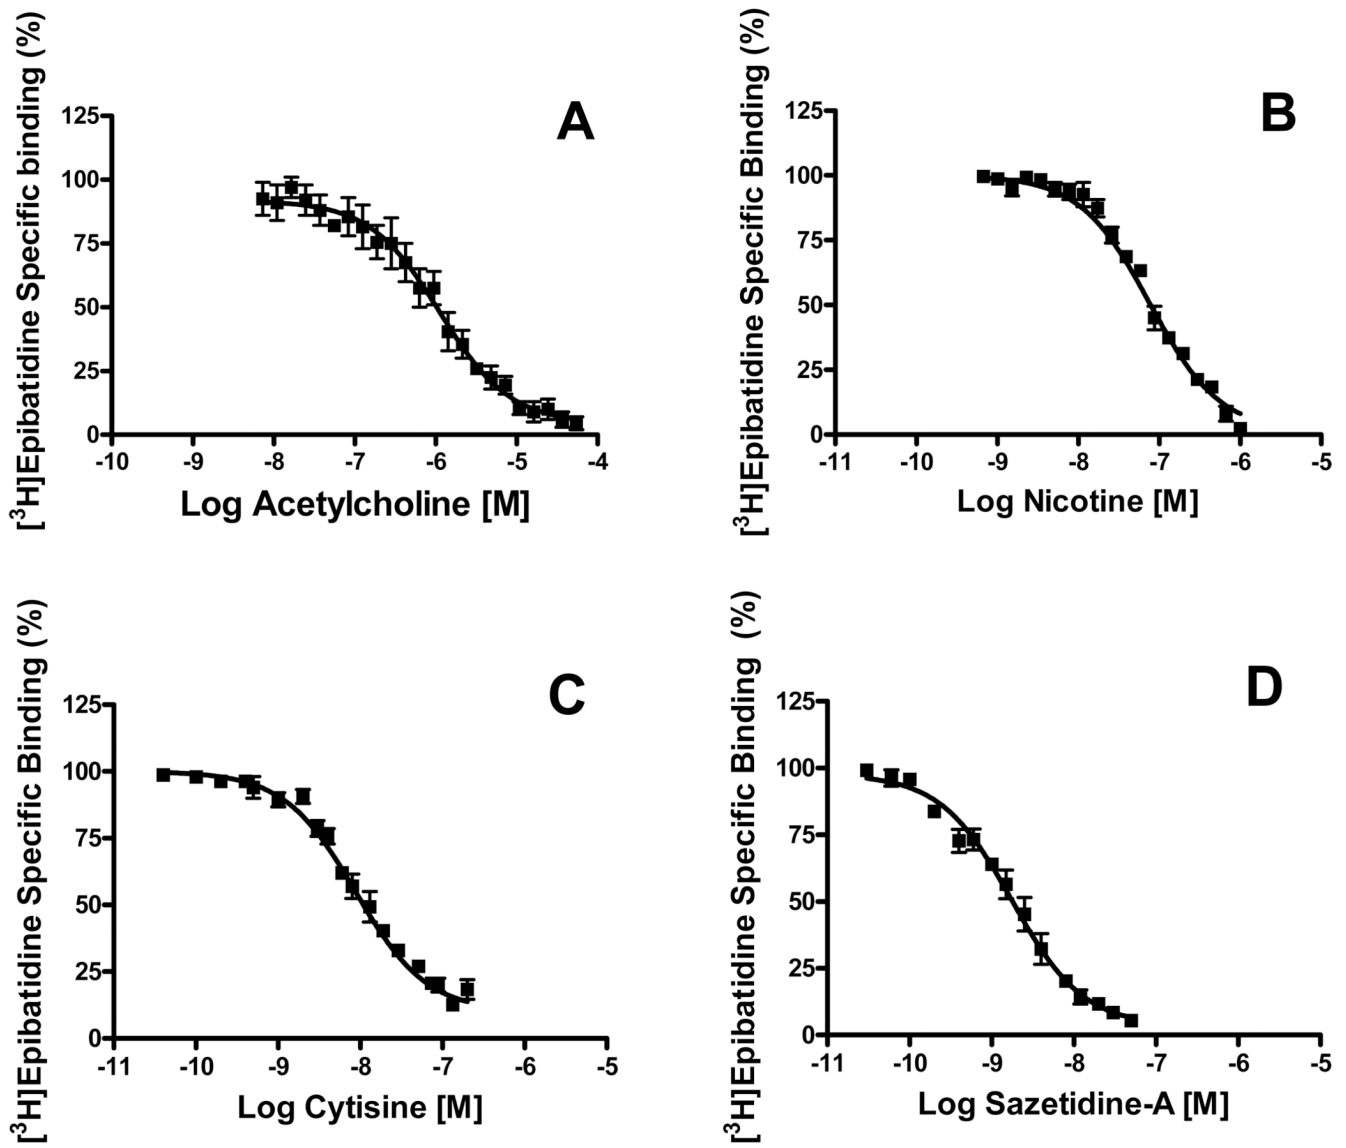 [³H]Epibatidine Specific binding (%)
A
125
100
75
50
25
0
-10 -9 -8 -7 -6 -5 -4
Log Acetylcholine [M]
[³H]Epibatidine Specific Binding (%)
B
125
100
75
50
25
0
-11 -10 -9 -8 -7 -6 -5
Log Nicotine [M]
[³H]Epibatidine Specific Binding (%)
C
125
100
75
50
25
0
-11 -10 -9 -8 -7 -6 -5
Log Cytisine [M]
[³H]Epibatidine Specific Binding (%)
D
125
100
75
50
25
0
-11 -10 -9 -8 -7 -6 -5
Log Sazetidine-A [M]